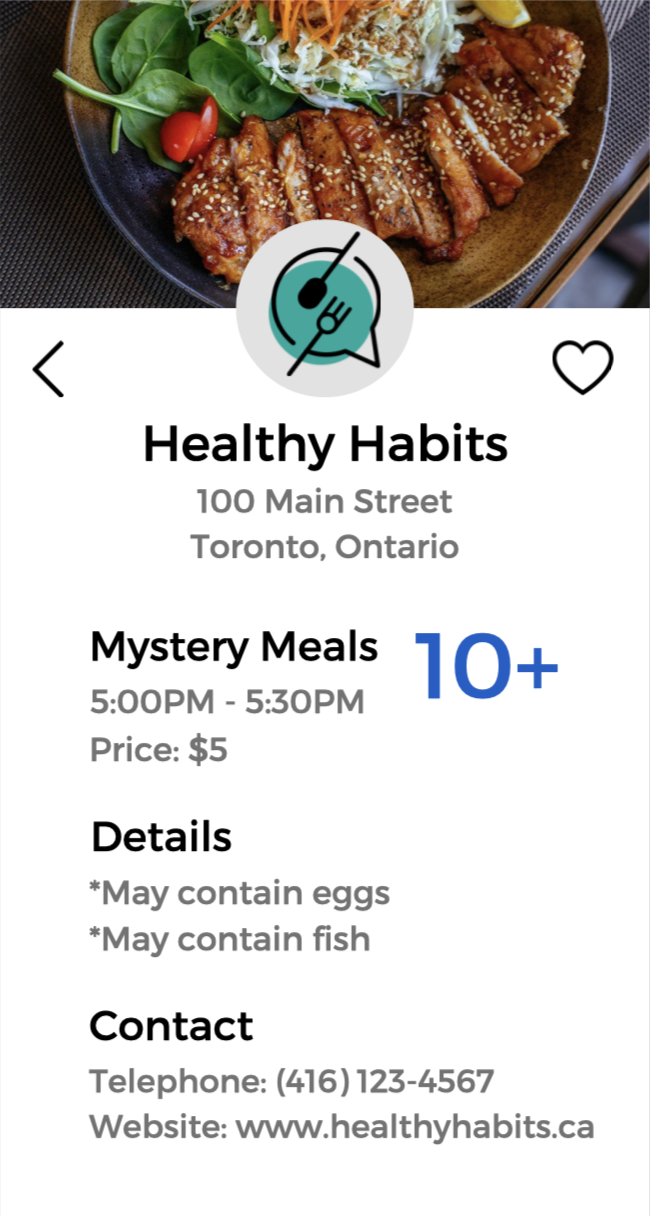 Healthy Habits
100 Main Street
Toronto, Ontario
Mystery Meals
10+
5:00PM - 5:30PM
Price: $5
Details
*May contain eggs
*May contain fish
Contact
Telephone: (416) 123-4567
Website: www.healthyhabits.ca